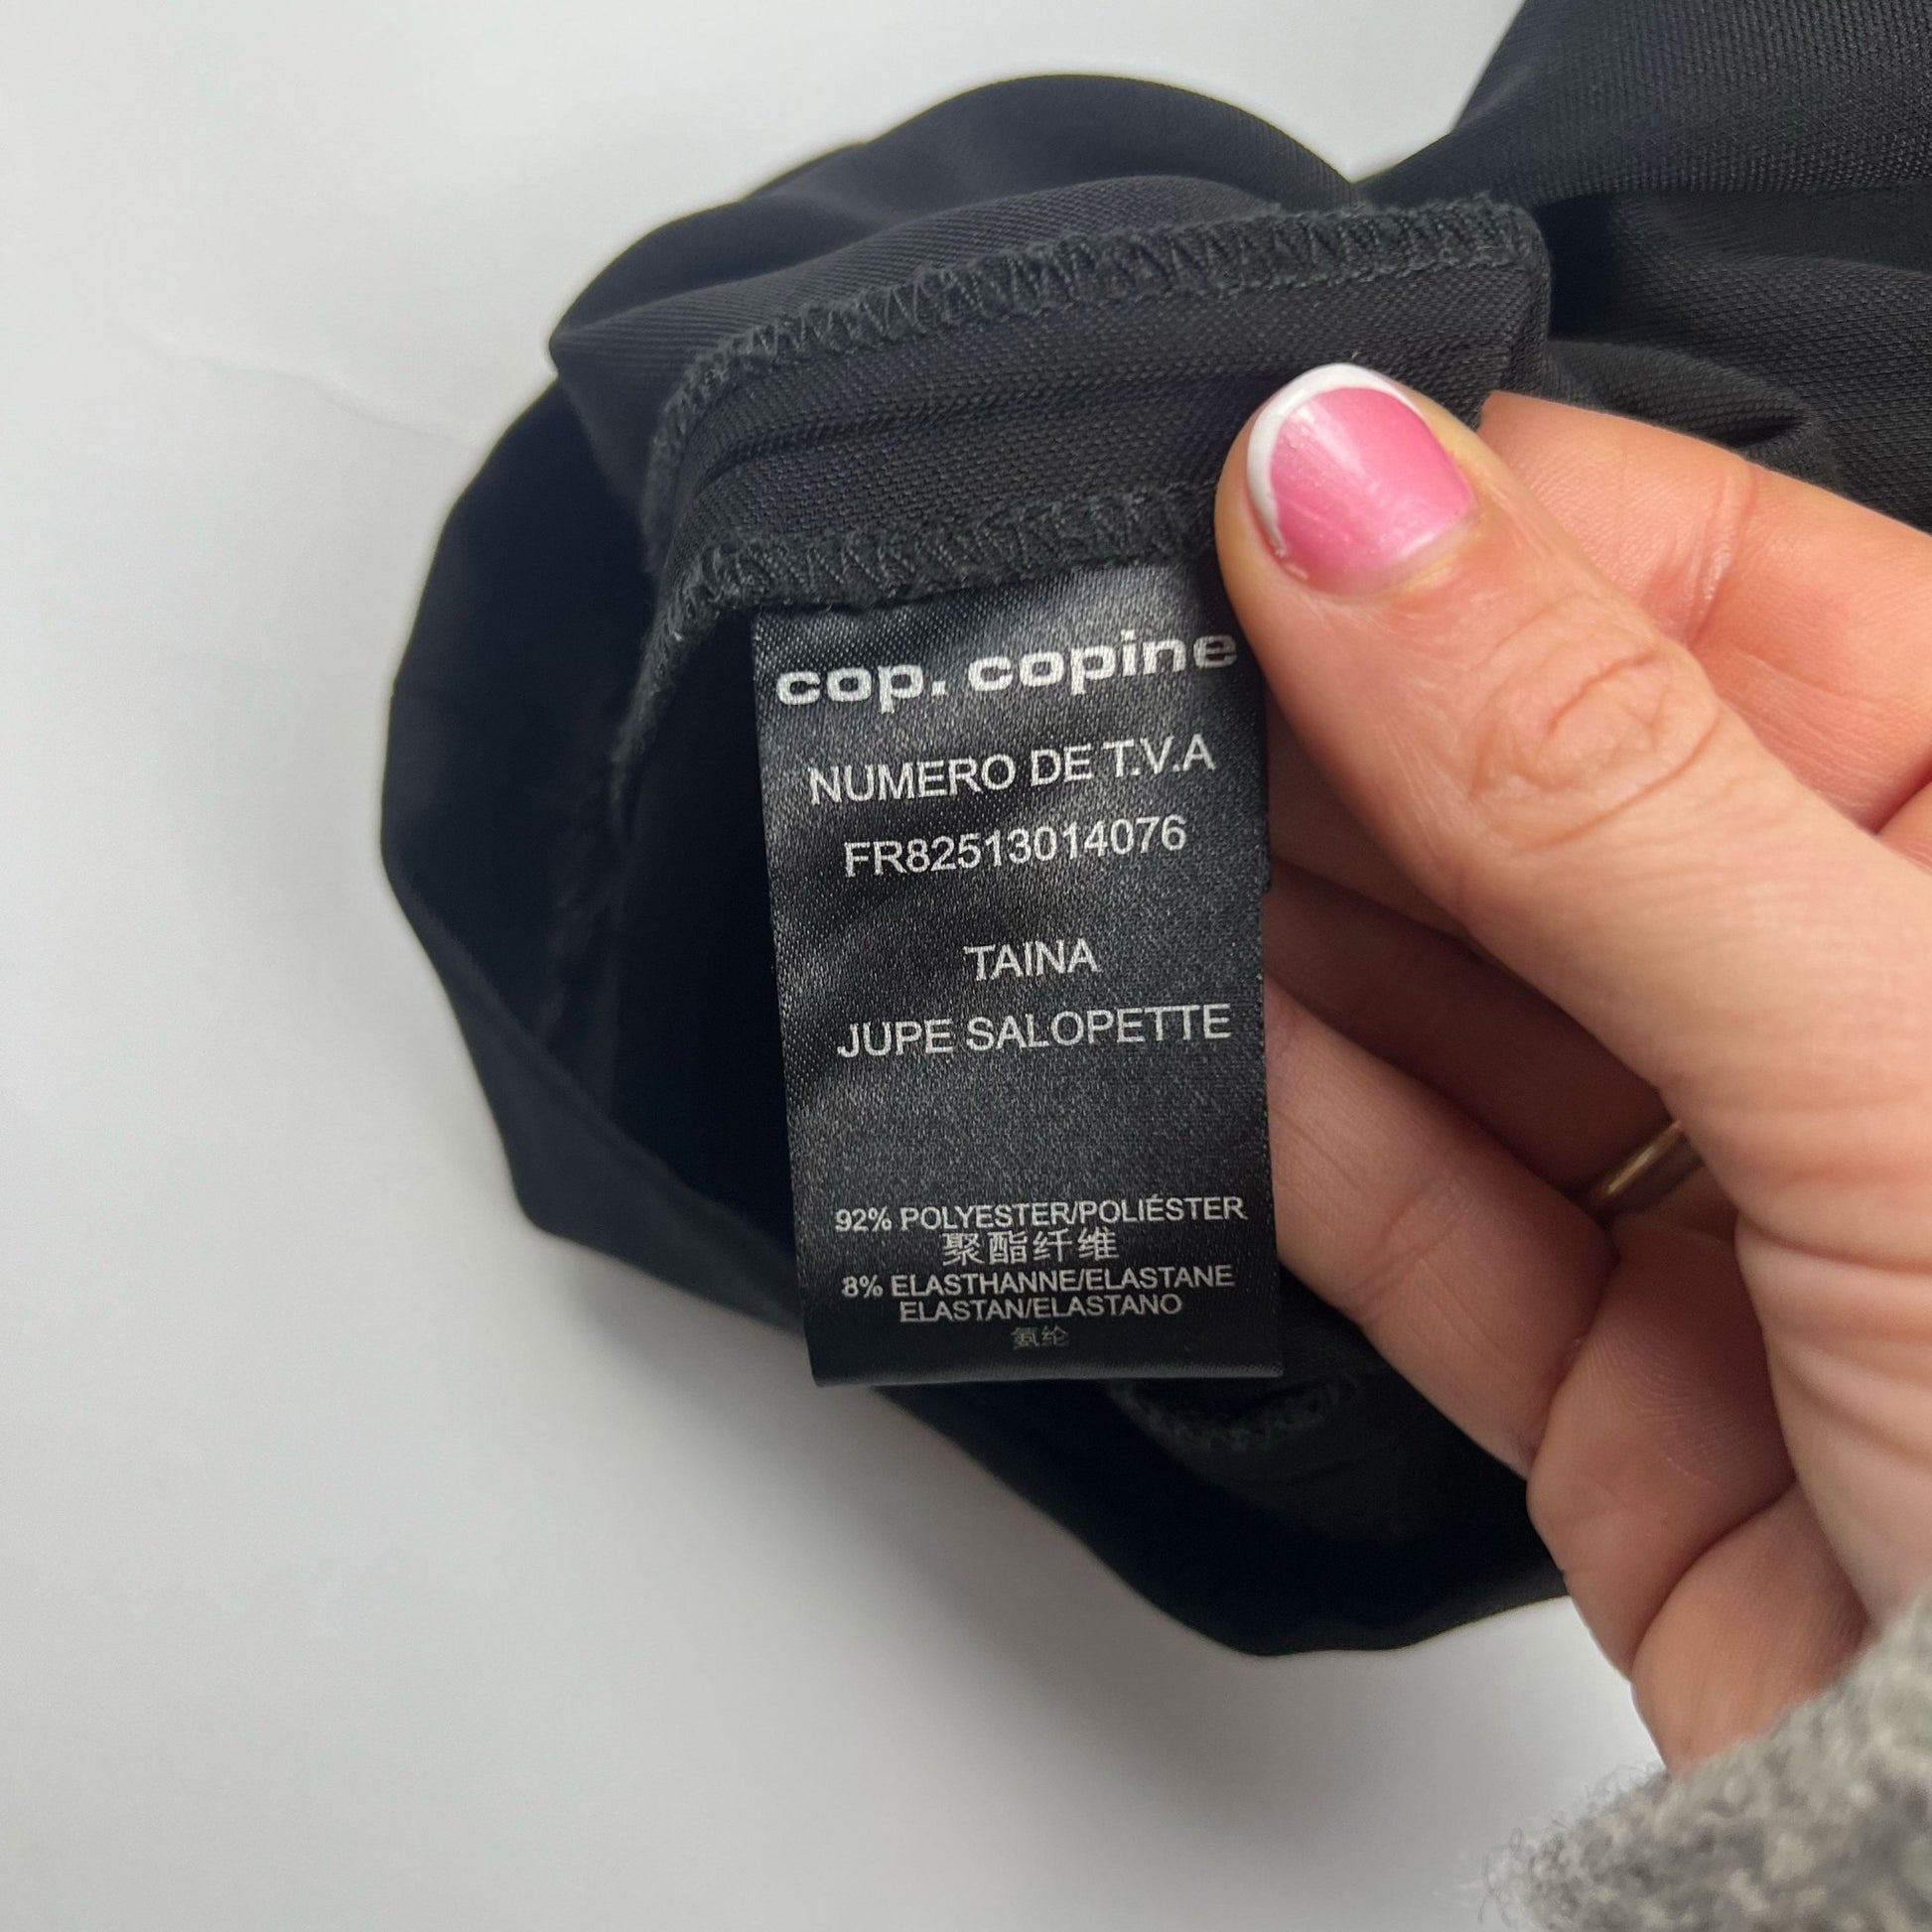 cop. copine
NUMERO DE T.V.A
FR82513014076
TAINA
JUPE SALOPETTE
92% POLYESTER/POLIÉSTER
聚酯纤维
8% ELASTHANNE/ELASTANE
ELASTAN/ELASTANO
氨纶